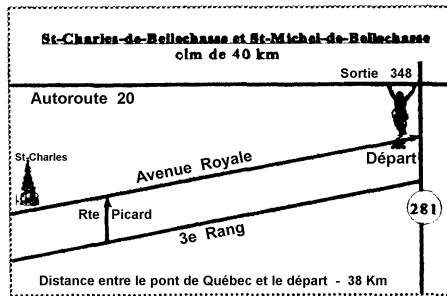 St-Charles-de-Bellechasse et St-Michel-de-Bellechasse
clm de 40 km
Sortie 348
Autoroute 20
St-Charles
Avenue Royale
Départ
Rte Picard
281
3e Rang
Distance entre le pont de Québec et le départ - 38 Km